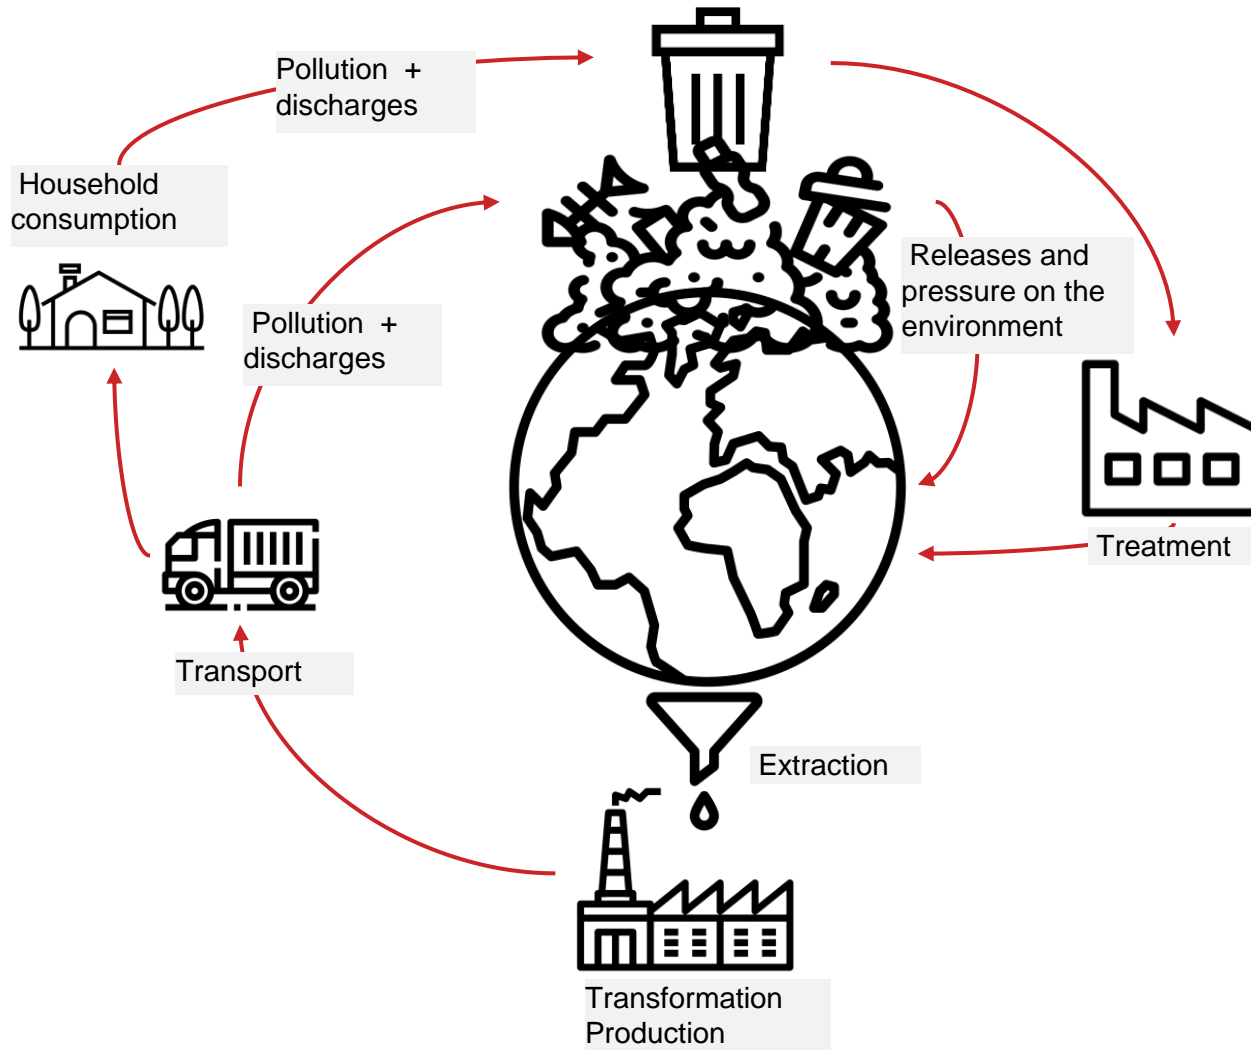 Pollution +
discharges
Household
consumption
Pollution +
discharges
Releases and
pressure on the
environment
Treatment
Transport
Extraction
Transformation
Production